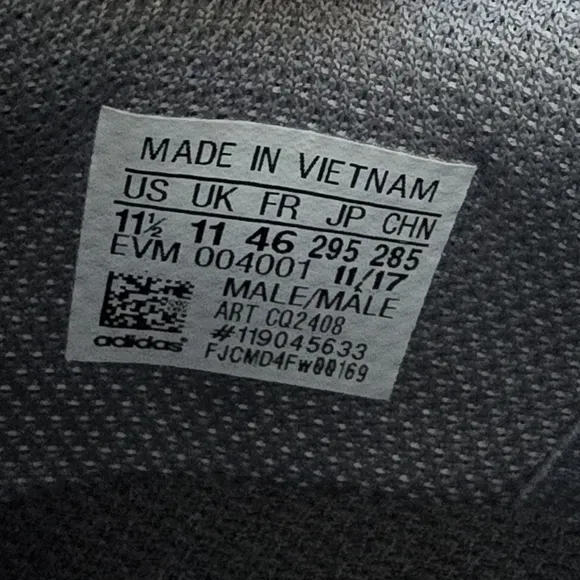 MADE IN VIETNAM
US UK FR JP CHN
11½ 11 46 295 285
EVM 004001 11/17
MALE/MÂLE
ART CQ2408
#119045633
adidas
FJCMD4Fw00169